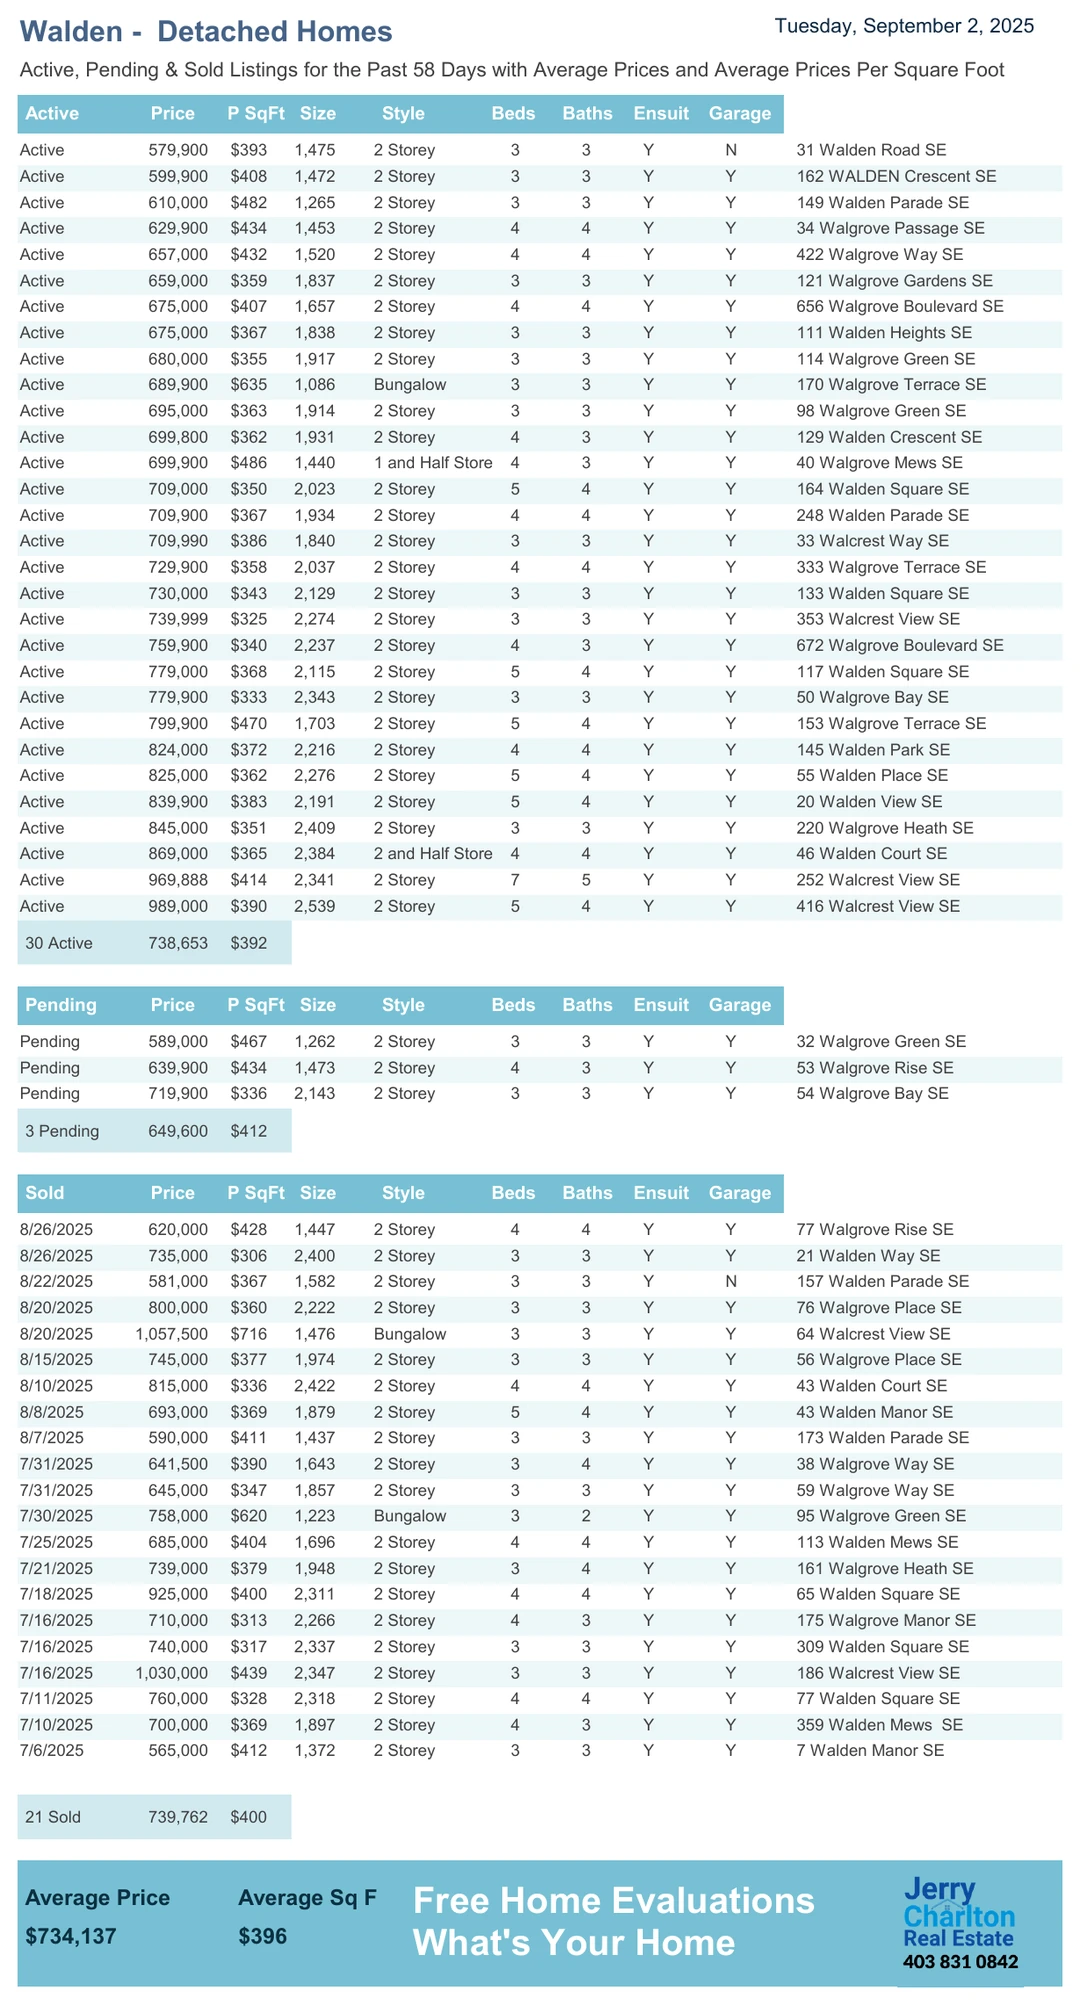 Walden -  Detached Homes
Tuesday, September 2, 2025
Active, Pending & Sold Listings for the Past 58 Days with Average Prices and Average Prices Per Square Foot
Active Price P SqFt Size Style Beds Baths Ensuit Garage
Active 579,900 $393 1,475 2 Storey 3 3 Y N 31 Walden Road SE
Active 599,900 $408 1,472 2 Storey 3 3 Y Y 162 WALDEN Crescent SE
Active 610,000 $482 1,265 2 Storey 3 3 Y Y 149 Walden Parade SE
Active 629,900 $434 1,453 2 Storey 4 4 Y Y 34 Walgrove Passage SE
Active 657,000 $432 1,520 2 Storey 4 4 Y Y 422 Walgrove Way SE
Active 659,000 $359 1,837 2 Storey 3 3 Y Y 121 Walgrove Gardens SE
Active 675,000 $407 1,657 2 Storey 4 4 Y Y 656 Walgrove Boulevard SE
Active 675,000 $367 1,838 2 Storey 3 3 Y Y 111 Walden Heights SE
Active 680,000 $355 1,917 2 Storey 3 3 Y Y 114 Walgrove Green SE
Active 689,900 $635 1,086 Bungalow 3 3 Y Y 170 Walgrove Terrace SE
Active 695,000 $363 1,914 2 Storey 3 3 Y Y 98 Walgrove Green SE
Active 699,800 $362 1,931 2 Storey 4 3 Y Y 129 Walden Crescent SE
Active 699,900 $486 1,440 1 and Half Store 4 3 Y Y 40 Walgrove Mews SE
Active 709,000 $350 2,023 2 Storey 5 4 Y Y 164 Walden Square SE
Active 709,900 $367 1,934 2 Storey 4 4 Y Y 248 Walden Parade SE
Active 709,990 $386 1,840 2 Storey 3 3 Y Y 33 Walcrest Way SE
Active 729,900 $358 2,037 2 Storey 4 4 Y Y 333 Walgrove Terrace SE
Active 730,000 $343 2,129 2 Storey 3 3 Y Y 133 Walden Square SE
Active 739,999 $325 2,274 2 Storey 3 3 Y Y 353 Walcrest View SE
Active 759,900 $340 2,237 2 Storey 4 3 Y Y 672 Walgrove Boulevard SE
Active 779,000 $368 2,115 2 Storey 5 4 Y Y 117 Walden Square SE
Active 779,900 $333 2,343 2 Storey 3 3 Y Y 50 Walgrove Bay SE
Active 799,900 $470 1,703 2 Storey 5 4 Y Y 153 Walgrove Terrace SE
Active 824,000 $372 2,216 2 Storey 4 4 Y Y 145 Walden Park SE
Active 825,000 $362 2,276 2 Storey 5 4 Y Y 55 Walden Place SE
Active 839,900 $383 2,191 2 Storey 5 4 Y Y 20 Walden View SE
Active 845,000 $351 2,409 2 Storey 3 3 Y Y 220 Walgrove Heath SE
Active 869,000 $365 2,384 2 and Half Store 4 4 Y Y 46 Walden Court SE
Active 969,888 $414 2,341 2 Storey 7 5 Y Y 252 Walcrest View SE
Active 989,000 $390 2,539 2 Storey 5 4 Y Y 416 Walcrest View SE
30 Active 738,653 $392
Pending Price P SqFt Size Style Beds Baths Ensuit Garage
Pending 589,000 $467 1,262 2 Storey 3 3 Y Y 32 Walgrove Green SE
Pending 639,900 $434 1,473 2 Storey 4 3 Y Y 53 Walgrove Rise SE
Pending 719,900 $336 2,143 2 Storey 3 3 Y Y 54 Walgrove Bay SE
3 Pending 649,600 $412
Sold Price P SqFt Size Style Beds Baths Ensuit Garage
8/26/2025 620,000 $428 1,447 2 Storey 4 4 Y Y 77 Walgrove Rise SE
8/26/2025 735,000 $306 2,400 2 Storey 3 3 Y Y 21 Walden Way SE
8/22/2025 581,000 $367 1,582 2 Storey 3 3 Y N 157 Walden Parade SE
8/20/2025 800,000 $360 2,222 2 Storey 3 3 Y Y 76 Walgrove Place SE
8/20/2025 1,057,500 $716 1,476 Bungalow 3 3 Y Y 64 Walcrest View SE
8/15/2025 745,000 $377 1,974 2 Storey 3 3 Y Y 56 Walgrove Place SE
8/10/2025 815,000 $336 2,422 2 Storey 4 4 Y Y 43 Walden Court SE
8/8/2025 693,000 $369 1,879 2 Storey 5 4 Y Y 43 Walden Manor SE
8/7/2025 590,000 $411 1,437 2 Storey 3 3 Y Y 173 Walden Parade SE
7/31/2025 641,500 $390 1,643 2 Storey 3 4 Y Y 38 Walgrove Way SE
7/31/2025 645,000 $347 1,857 2 Storey 3 3 Y Y 59 Walgrove Way SE
7/30/2025 758,000 $620 1,223 Bungalow 3 2 Y Y 95 Walgrove Green SE
7/25/2025 685,000 $404 1,696 2 Storey 4 4 Y Y 113 Walden Mews SE
7/21/2025 739,000 $379 1,948 2 Storey 3 4 Y Y 161 Walgrove Heath SE
7/18/2025 925,000 $400 2,311 2 Storey 4 4 Y Y 65 Walden Square SE
7/16/2025 710,000 $313 2,266 2 Storey 4 3 Y Y 175 Walgrove Manor SE
7/16/2025 740,000 $317 2,337 2 Storey 3 3 Y Y 309 Walden Square SE
7/16/2025 1,030,000 $439 2,347 2 Storey 3 3 Y Y 186 Walcrest View SE
7/11/2025 760,000 $328 2,318 2 Storey 4 4 Y Y 77 Walden Square SE
7/10/2025 700,000 $369 1,897 2 Storey 4 3 Y Y 359 Walden Mews  SE
7/6/2025 565,000 $412 1,372 2 Storey 3 3 Y Y 7 Walden Manor SE
21 Sold 739,762 $400
Average Price Average Sq F
$734,137 $396
Free Home Evaluations
What's Your Home
Jerry
Charlton
Real Estate
403 831 0842